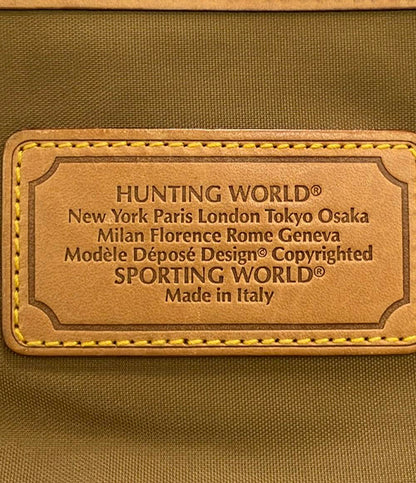 HUNTING WORLD®
New York Paris London Tokyo Osaka
Milan Florence Rome Geneva
Modèle Déposé Design© Copyrighted
SPORTING WORLD®
Made in Italy